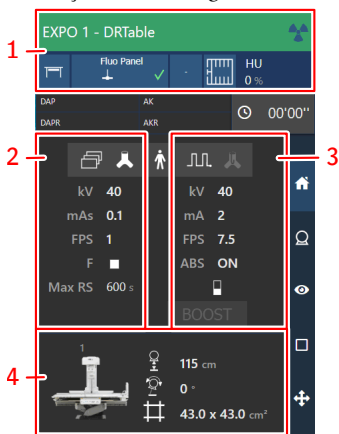 EXPO 1 - DRTable
1
Fluo Panel
HU
0 %
DAP AK
DAPR AKR
00'00"
2
3
kV 40
mAs 0.1
FPS 1
F
Max RS 600 s
kV 40
mA 2
FPS 7.5
ABS ON
BOOST
4
1
115 cm
0 °
43.0 x 43.0 cm²